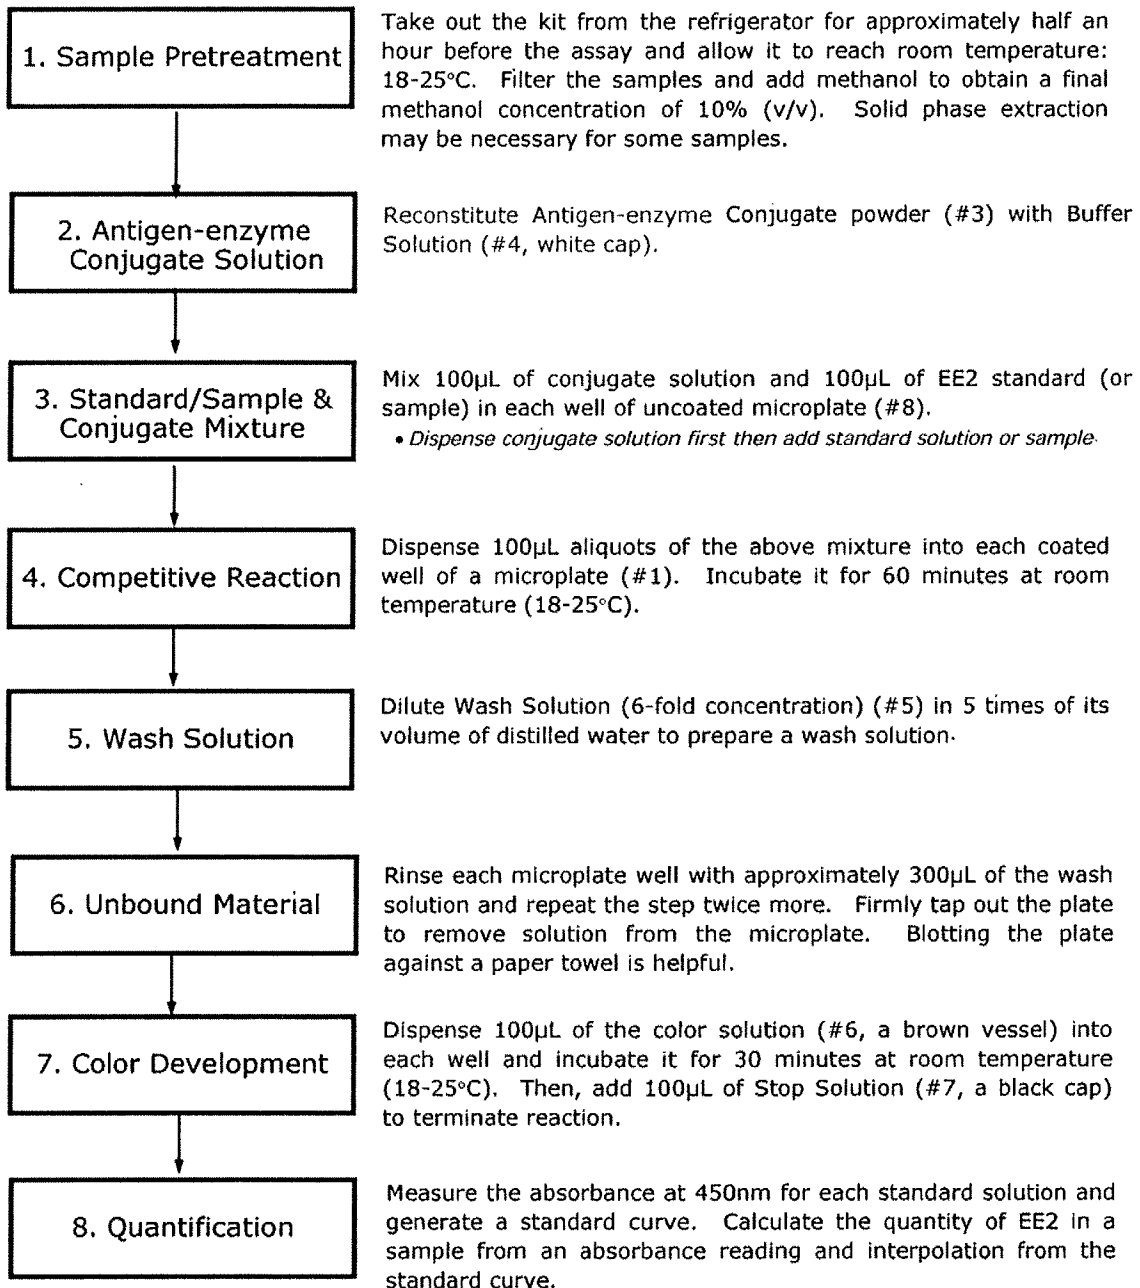 1. Sample Pretreatment
Take out the kit from the refrigerator for approximately half an
hour before the assay and allow it to reach room temperature:
18-25°C. Filter the samples and add methanol to obtain a final
methanol concentration of 10% (v/v). Solid phase extraction
may be necessary for some samples.
2. Antigen-enzyme
Conjugate Solution
Reconstitute Antigen-enzyme Conjugate powder (#3) with Buffer
Solution (#4, white cap).
3. Standard/Sample &
Conjugate Mixture
Mix 100µL of conjugate solution and 100µL of EE2 standard (or
sample) in each well of uncoated microplate (#8).
• Dispense conjugate solution first then add standard solution or sample.
4. Competitive Reaction
Dispense 100µL aliquots of the above mixture into each coated
well of a microplate (#1). Incubate it for 60 minutes at room
temperature (18-25°C).
5. Wash Solution
Dilute Wash Solution (6-fold concentration) (#5) in 5 times of its
volume of distilled water to prepare a wash solution.
6. Unbound Material
Rinse each microplate well with approximately 300µL of the wash
solution and repeat the step twice more. Firmly tap out the plate
to remove solution from the microplate. Blotting the plate
against a paper towel is helpful.
7. Color Development
Dispense 100µL of the color solution (#6, a brown vessel) into
each well and incubate it for 30 minutes at room temperature
(18-25°C). Then, add 100µL of Stop Solution (#7, a black cap)
to terminate reaction.
8. Quantification
Measure the absorbance at 450nm for each standard solution and
generate a standard curve. Calculate the quantity of EE2 in a
sample from an absorbance reading and interpolation from the
standard curve.